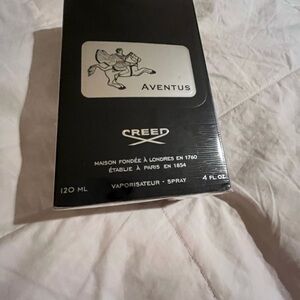 AVENTUS
CREED
MAISON FONDÉE À LONDRES EN 1760
ÉTABLIE À PARIS EN 1854
120 ML VAPORISATEUR - SPRAY 4 FL.OZ.